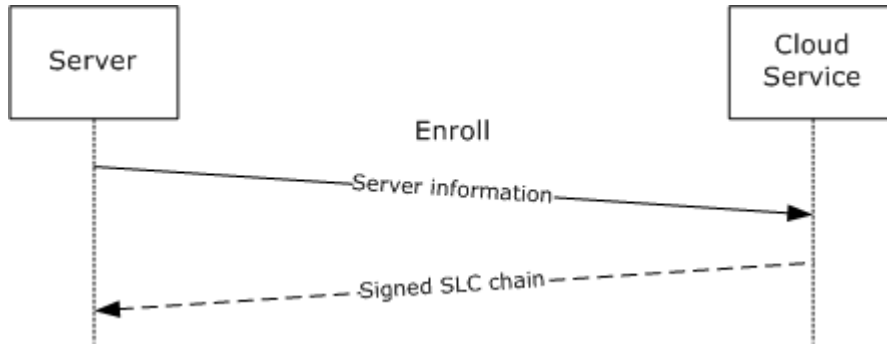 Server
Cloud
Service
Enroll
Server information
Signed SLC chain